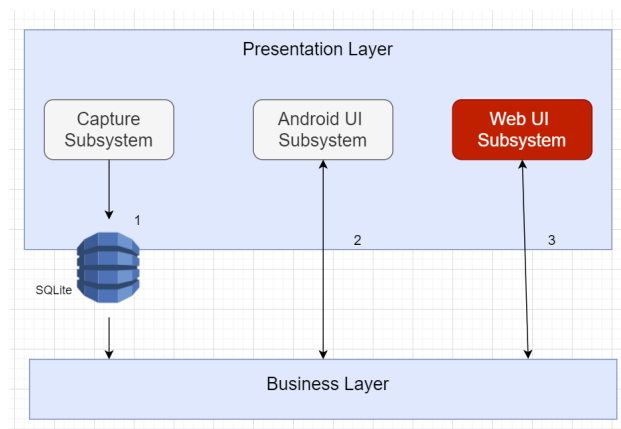 Presentation Layer
Capture
Subsystem
Android UI
Subsystem
Web UI
Subsystem
1
2
3
SQLite
Business Layer